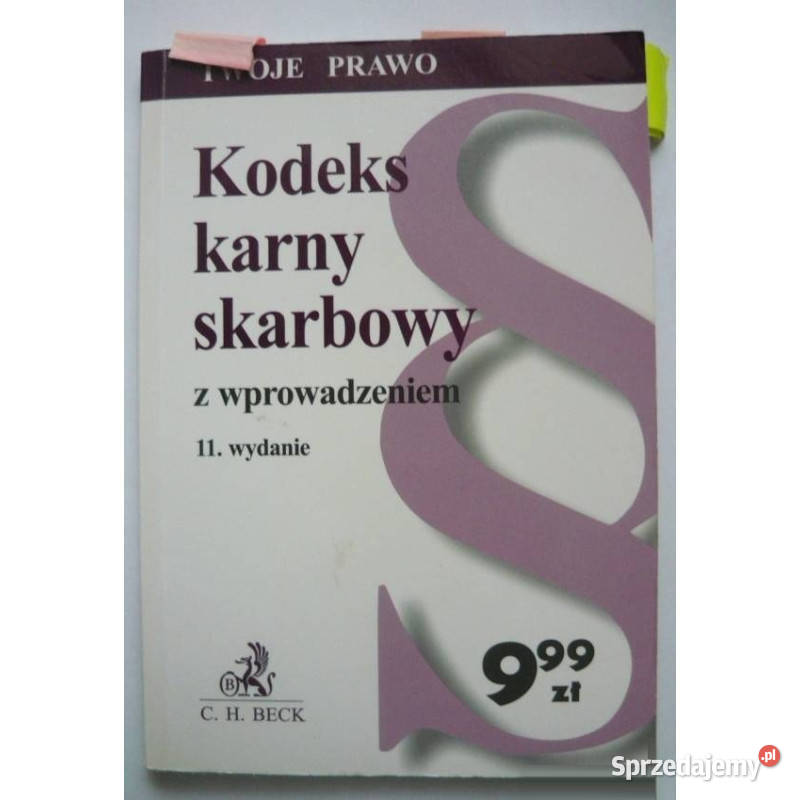 TWOJE PRAWO
Kodeks
karny
skarbowy
z wprowadzeniem
11. wydanie
B
C. H. BECK
9 99
zł
Sprzedajemy.pl